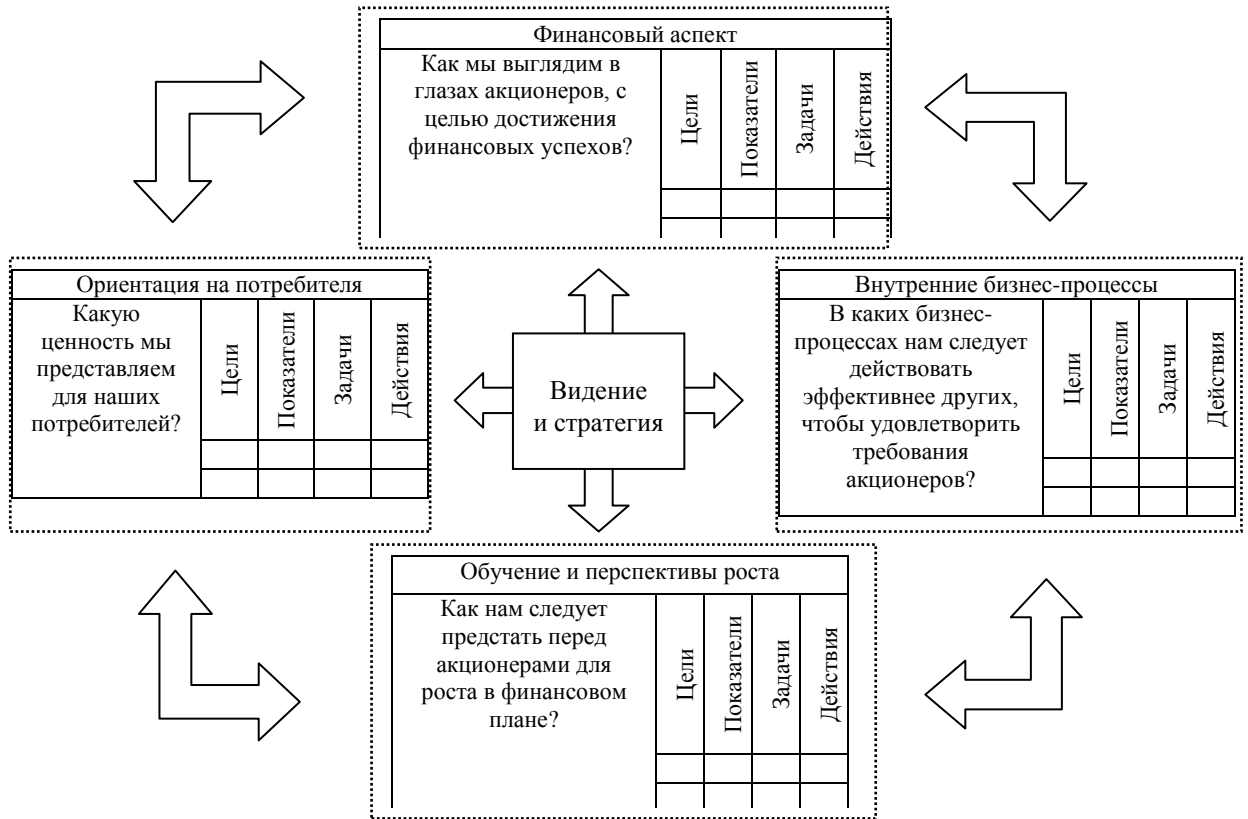 Финансовый аспект
Как мы выглядим в
глазах акционеров, с
целью достижения
финансовых успехов?
Цели
Показатели
Задачи
Действия
Ориентация на потребителя
Какую
ценность мы
представляем
для наших
потребителей?
Цели
Показатели
Задачи
Действия
Видение
и стратегия
Внутренние бизнес-процессы
В каких бизнес-
процессах нам следует
действовать
эффективнее других,
чтобы удовлетворить
требования
акционеров?
Цели
Показатели
Задачи
Действия
Обучение и перспективы роста
Как нам следует
предстать перед
акционерами для
роста в финансовом
плане?
Цели
Показатели
Задачи
Действия